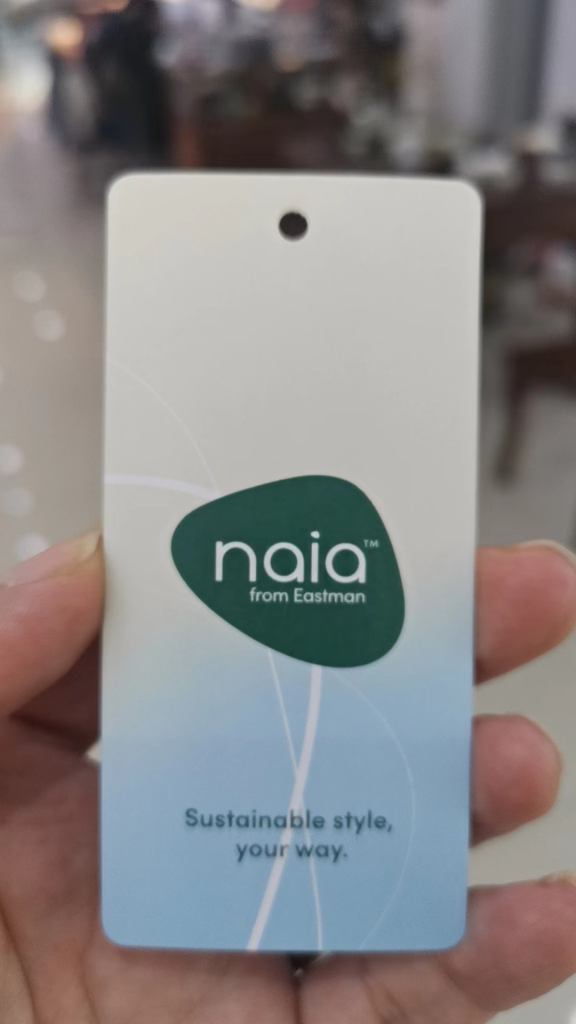 naia™
from Eastman
Sustainable style,
your way.